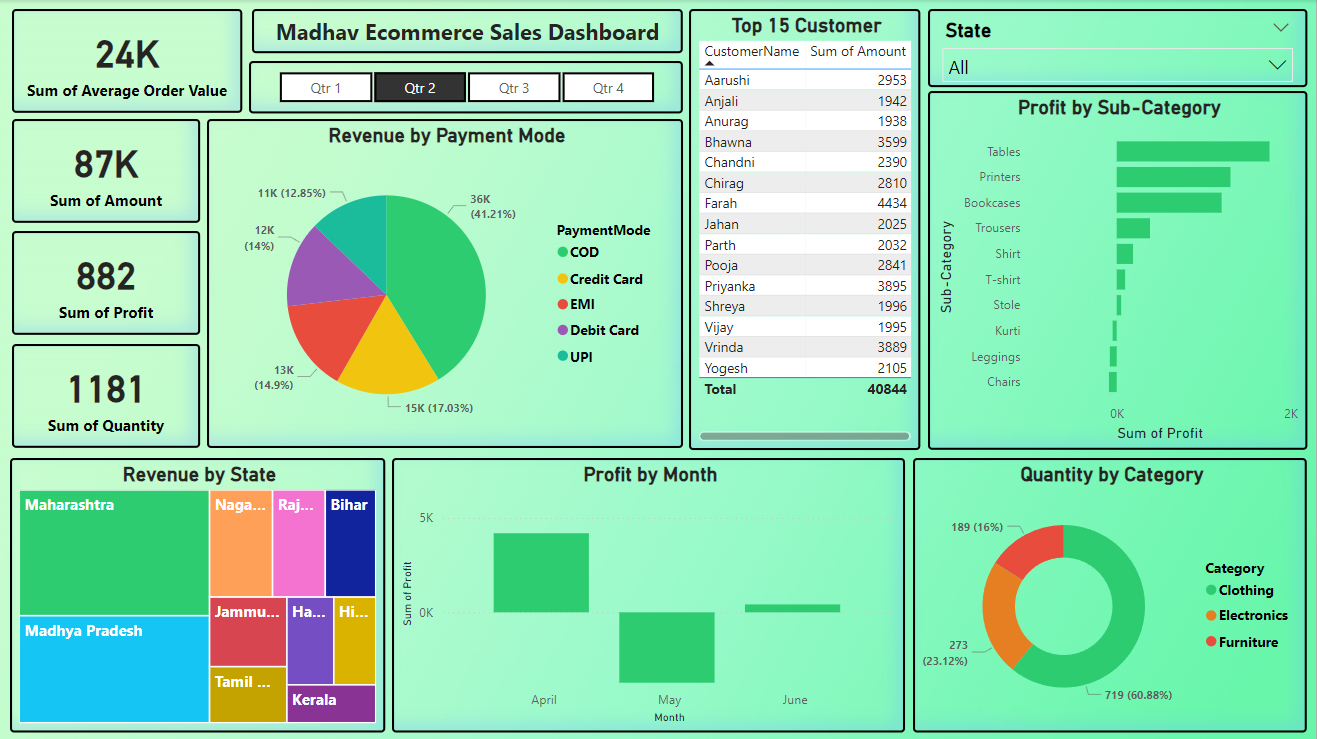 24K
Sum of Average Order Value
Madhav Ecommerce Sales Dashboard
Qtr 1 Qtr 2 Qtr 3 Qtr 4
State
All
87K
Sum of Amount
882
Sum of Profit
1181
Sum of Quantity
Revenue by Payment Mode
36K
(41.21%)
15K (17.03%)
13K
(14.9%)
12K
(14%)
11K (12.85%)
PaymentMode
COD
Credit Card
EMI
Debit Card
UPI
Top 15 Customer
CustomerName Sum of Amount
Aarushi 2953
Anjali 1942
Anurag 1938
Bhawna 3599
Chandni 2390
Chirag 2810
Farah 4434
Jahan 2025
Parth 2032
Pooja 2841
Priyanka 3895
Shreya 1996
Vijay 1995
Vrinda 3889
Yogesh 2105
Total 40844
Profit by Sub-Category
Sub-Category
Tables
Printers
Bookcases
Trousers
Shirt
T-shirt
Stole
Kurti
Leggings
Chairs
0K 2K
Sum of Profit
Revenue by State
Maharashtra
Madhya Pradesh
Naga...
Raj...
Bihar
Jammu...
Ha...
Hi...
Tamil ...
Kerala
Profit by Month
Sum of Profit
5K
0K
April May June
Month
Quantity by Category
189 (16%)
273
(23.12%)
719 (60.88%)
Category
Clothing
Electronics
Furniture